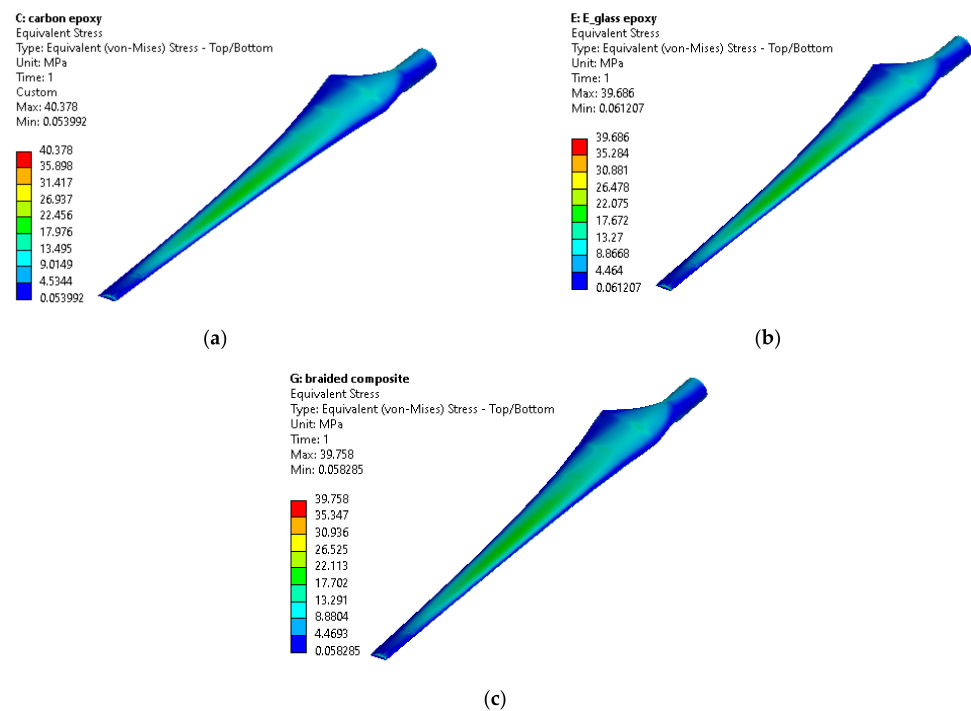 C: carbon epoxy
Equivalent Stress
Type: Equivalent (von-Mises) Stress - Top/Bottom
Unit: MPa
Time: 1
Custom
Max: 40.378
Min: 0.053992
40.378
35.898
31.417
26.937
22.456
17.976
13.495
9.0149
4.5344
0.053992
(a)
E: E_glass epoxy
Equivalent Stress
Type: Equivalent (von-Mises) Stress - Top/Bottom
Unit: MPa
Time: 1
Max: 39.686
Min: 0.061207
39.686
35.284
30.881
26.478
22.075
17.672
13.27
8.8668
4.464
0.061207
(b)
G: braided composite
Equivalent Stress
Type: Equivalent (von-Mises) Stress - Top/Bottom
Unit: MPa
Time: 1
Max: 39.758
Min: 0.058285
39.758
35.347
30.936
26.525
22.113
17.702
13.291
8.8804
4.4693
0.058285
(c)